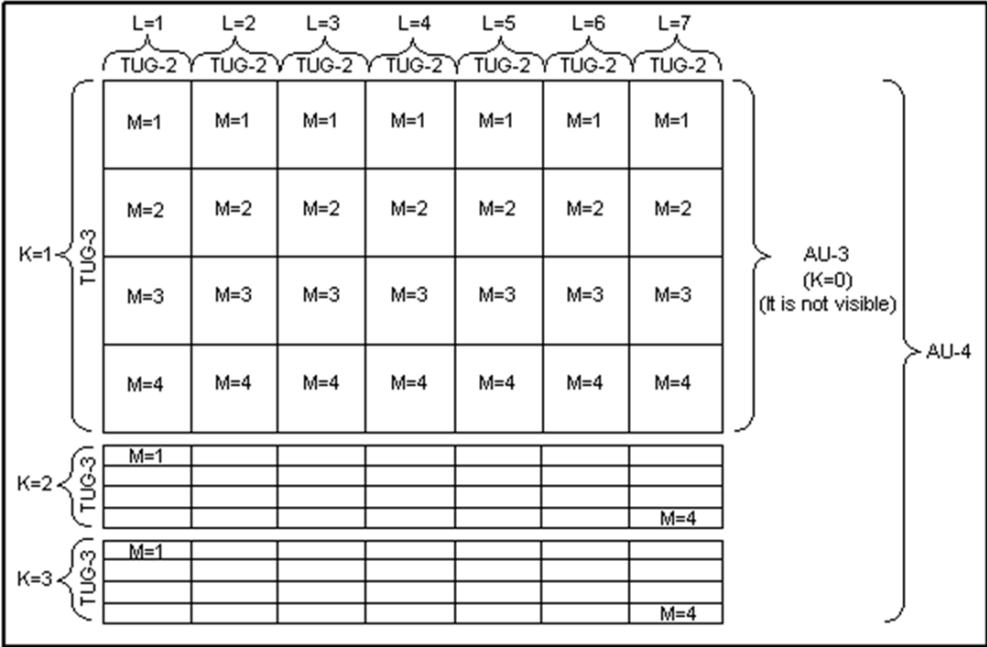 L=1 L=2 L=3 L=4 L=5 L=6 L=7
TUG-2 TUG-2 TUG-2 TUG-2 TUG-2 TUG-2 TUG-2
M=1 M=1 M=1 M=1 M=1 M=1 M=1
M=2 M=2 M=2 M=2 M=2 M=2 M=2
K=1 TUG-3
AU-3
(K=0)
(It is not visible)
M=3 M=3 M=3 M=3 M=3 M=3 M=3
AU-4
M=4 M=4 M=4 M=4 M=4 M=4 M=4
M=1
K=2 TUG-3
M=4
M=1
K=3 TUG-3
M=4